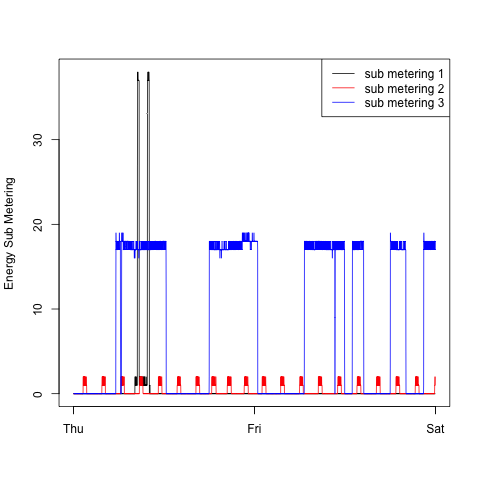 sub metering 1
sub metering 2
sub metering 3
Energy Sub Metering
30
20
10
0
Thu
Fri
Sat